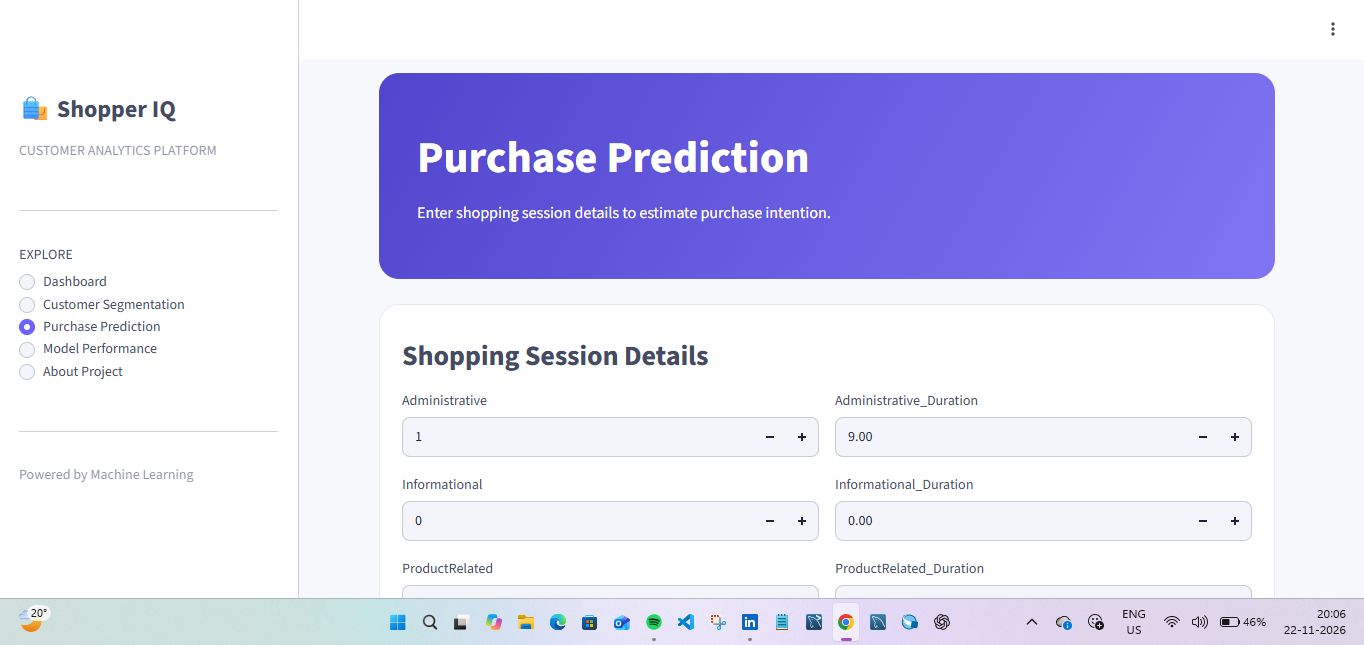 Shopper IQ
CUSTOMER ANALYTICS PLATFORM
EXPLORE
Dashboard
Customer Segmentation
Purchase Prediction
Model Performance
About Project
Powered by Machine Learning
Purchase Prediction
Enter shopping session details to estimate purchase intention.
Shopping Session Details
Administrative
Administrative_Duration
1
9.00
Informational
Informational_Duration
0
0.00
ProductRelated
ProductRelated_Duration
20°
ENG
US
46%
20:06
22-11-2026